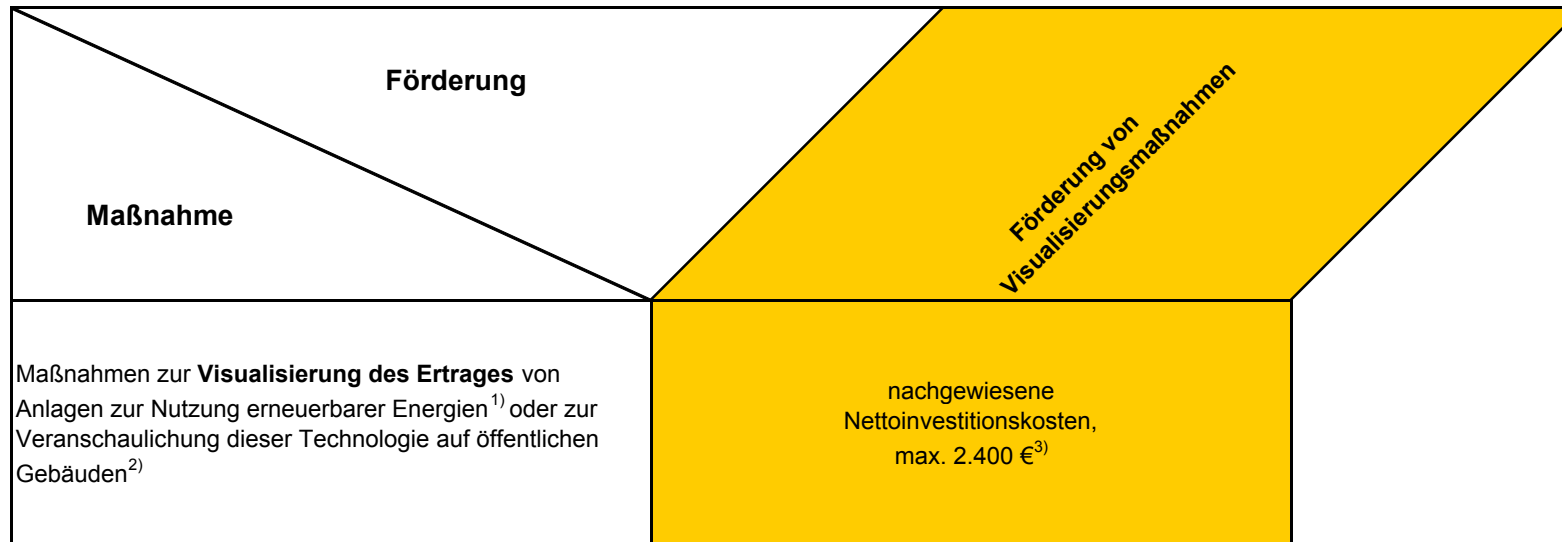 Förderung
Maßnahme
Förderung von
Visualisierungsmaßnahmen
Maßnahmen zur Visualisierung des Ertrages von
Anlagen zur Nutzung erneuerbarer Energien1) oder zur
Veranschaulichung dieser Technologie auf öffentlichen
Gebäuden2)
nachgewiesene
Nettoinvestitionskosten,
max. 2.400 €3)